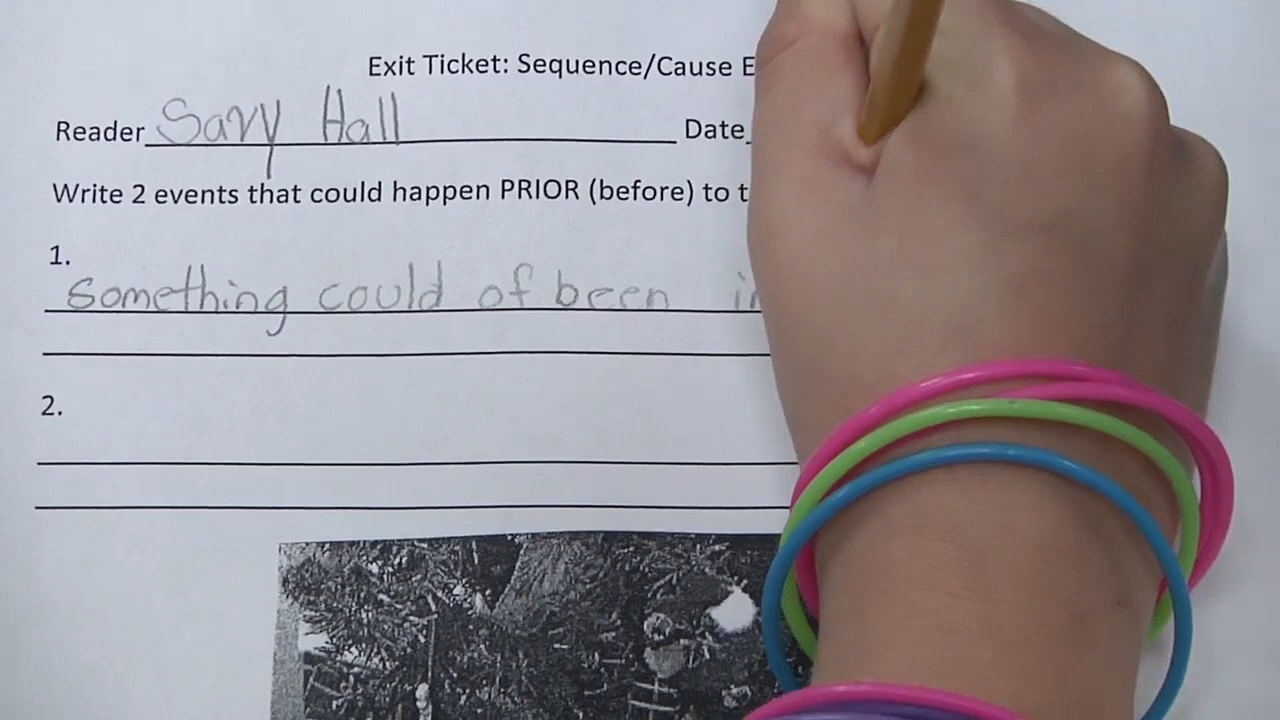 Exit Ticket: Sequence/Cause E
Reader Savy Hall Date
Write 2 events that could happen PRIOR (before) to t
1.
something could of been
2.